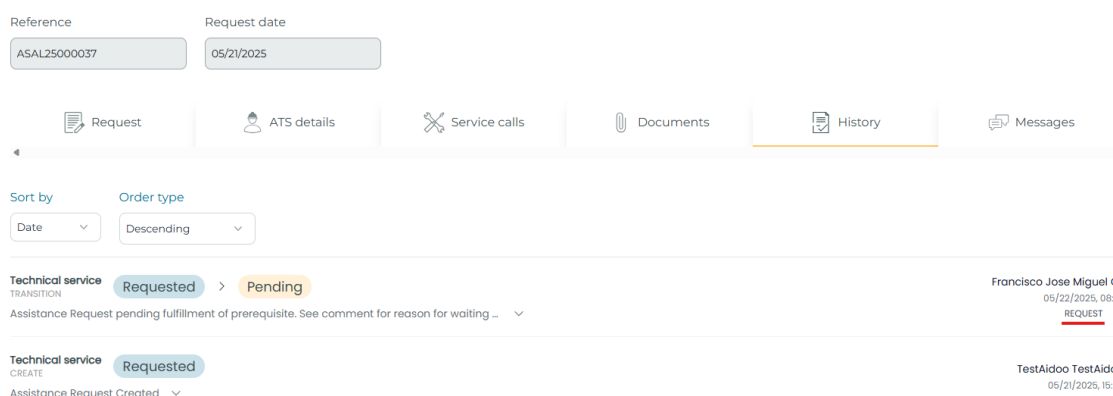 Reference Request date
ASAL25000037 05/21/2025
Request ATS details Service calls Documents History Messages
Sort by Order type
Date Descending
Technical service Requested > Pending Francisco Jose Miguel
TRANSITION 05/22/2025, 08:
Assistance Request pending fulfillment of prerequisite. See comment for reason for waiting ... REQUEST
Technical service Requested TestAidoo TestAido
CREATE 05/21/2025, 15:
Assistance Request Created